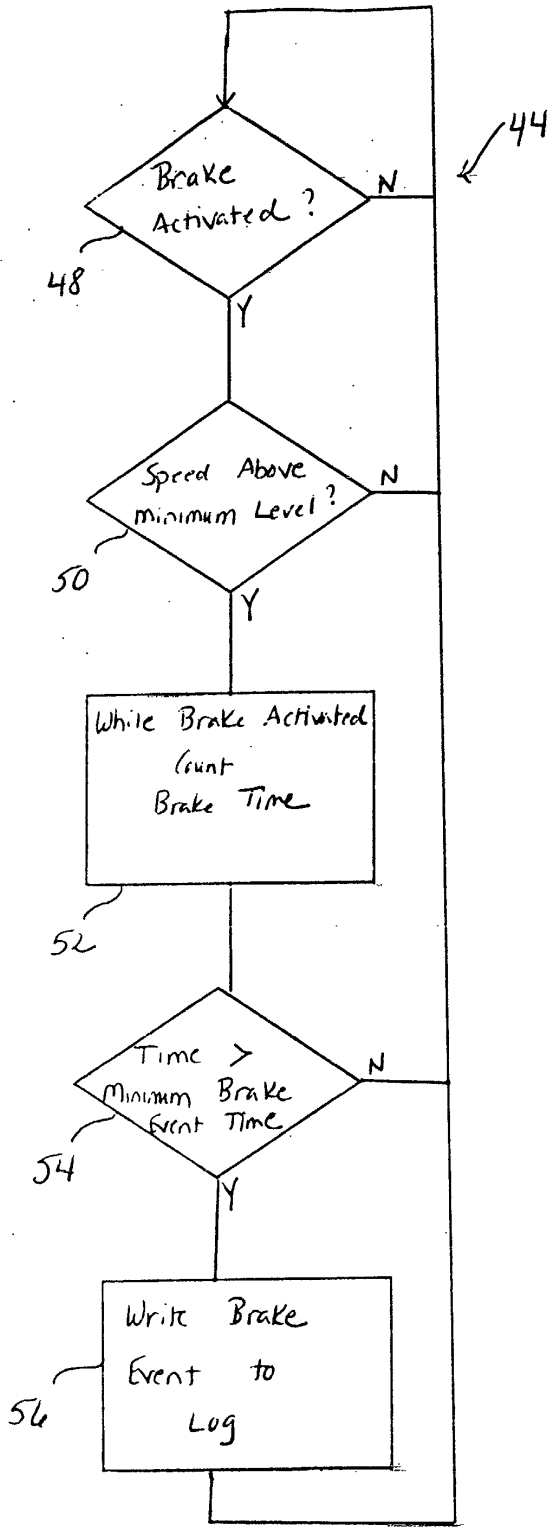 44
Brake
Activated ?
N
48
Y
Speed Above
Minimum Level ?
N
50
Y
While Brake Activated
Count
Brake Time
52
Time >
Minimum Brake
Event Time
N
54
Y
Write Brake
Event to
Log
56